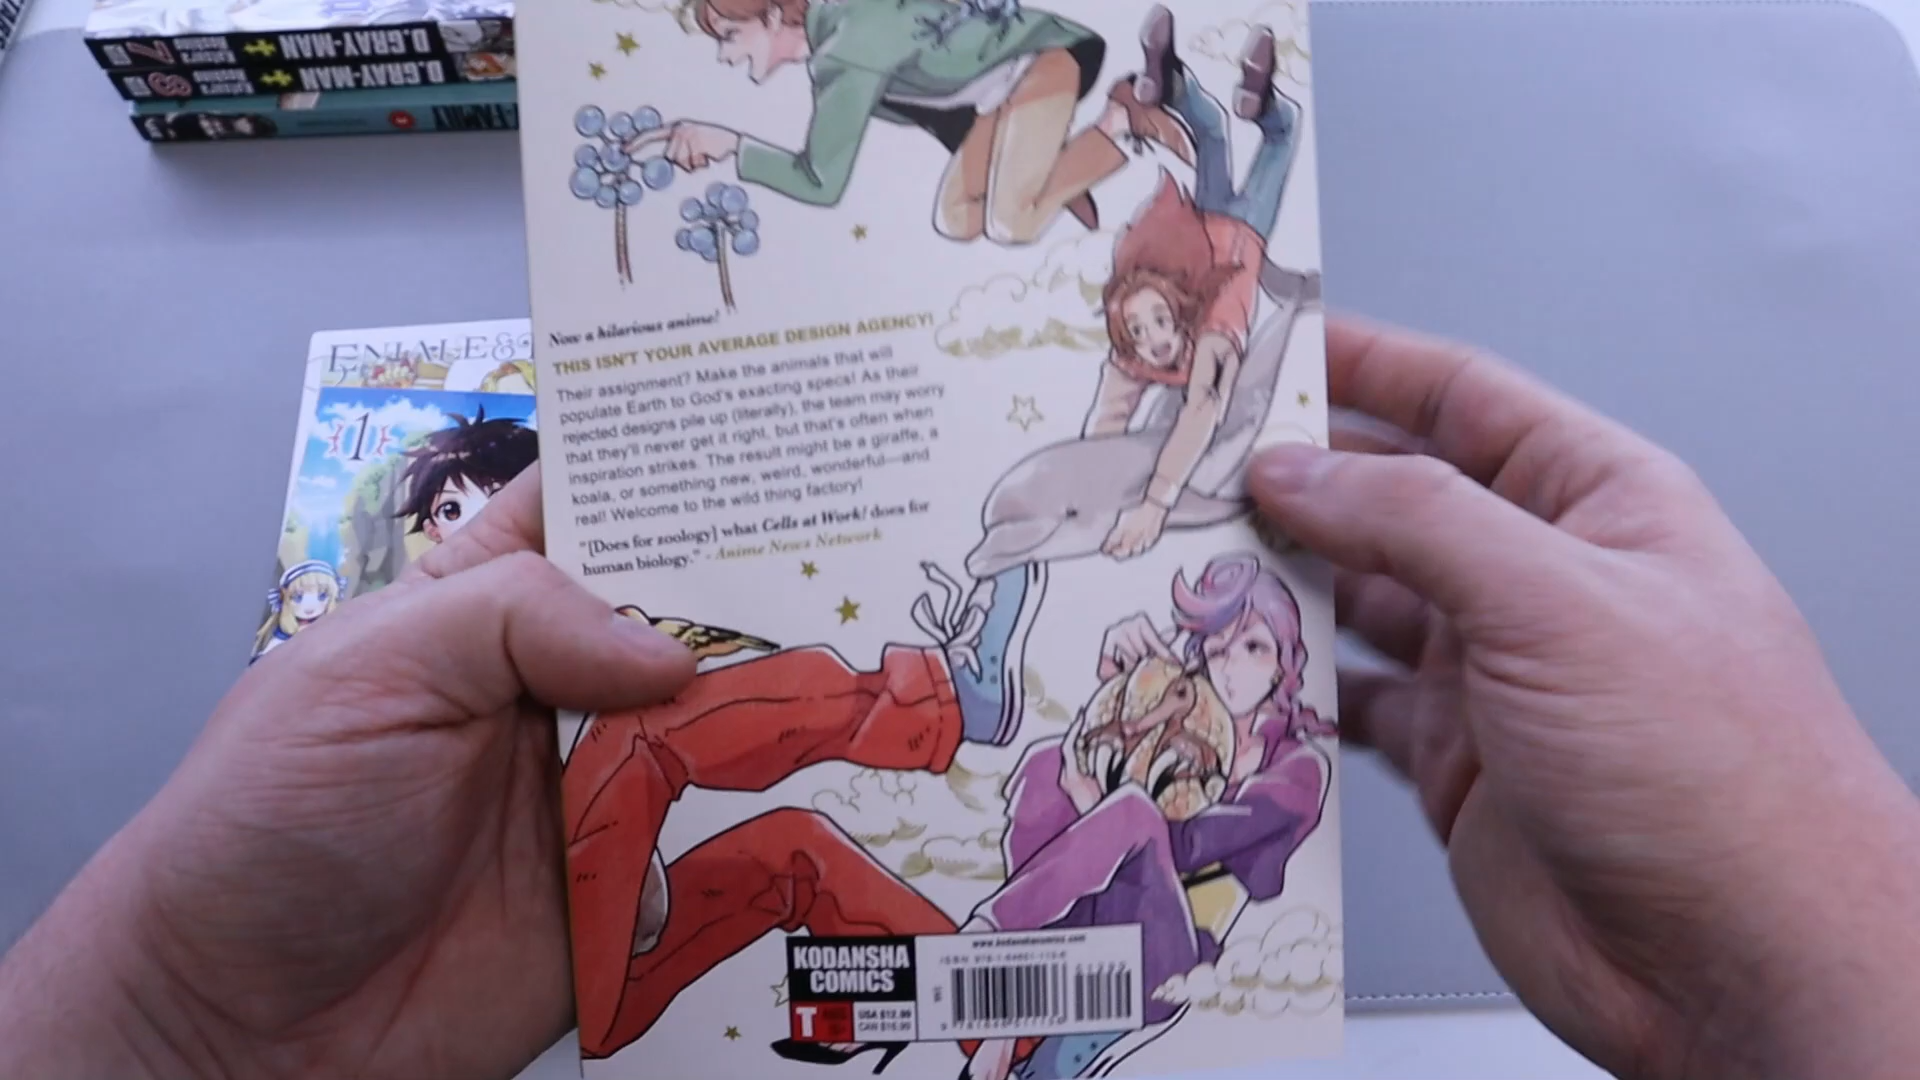 D.GRAY-MAN
Katsura
Hoshino
7
D.GRAY-MAN
Katsura
Hoshino
8
FAMILY
ENIALE &
1
Now a hilarious anime!
THIS ISN'T YOUR AVERAGE DESIGN AGENCY!
Their assignment? Make the animals that will
populate Earth to God's exacting specs! As their
rejected designs pile up (literally), the team may worry
that they'll never get it right, but that's often when
inspiration strikes. The result might be a giraffe, a
koala, or something new, weird, wonderful—and
real! Welcome to the wild thing factory!
"[Does for zoology] what Cells at Work! does for
human biology." - Anime News Network
KODANSHA
COMICS
T
USA $12.99
CAN $16.99
www.kodanshacomics.com